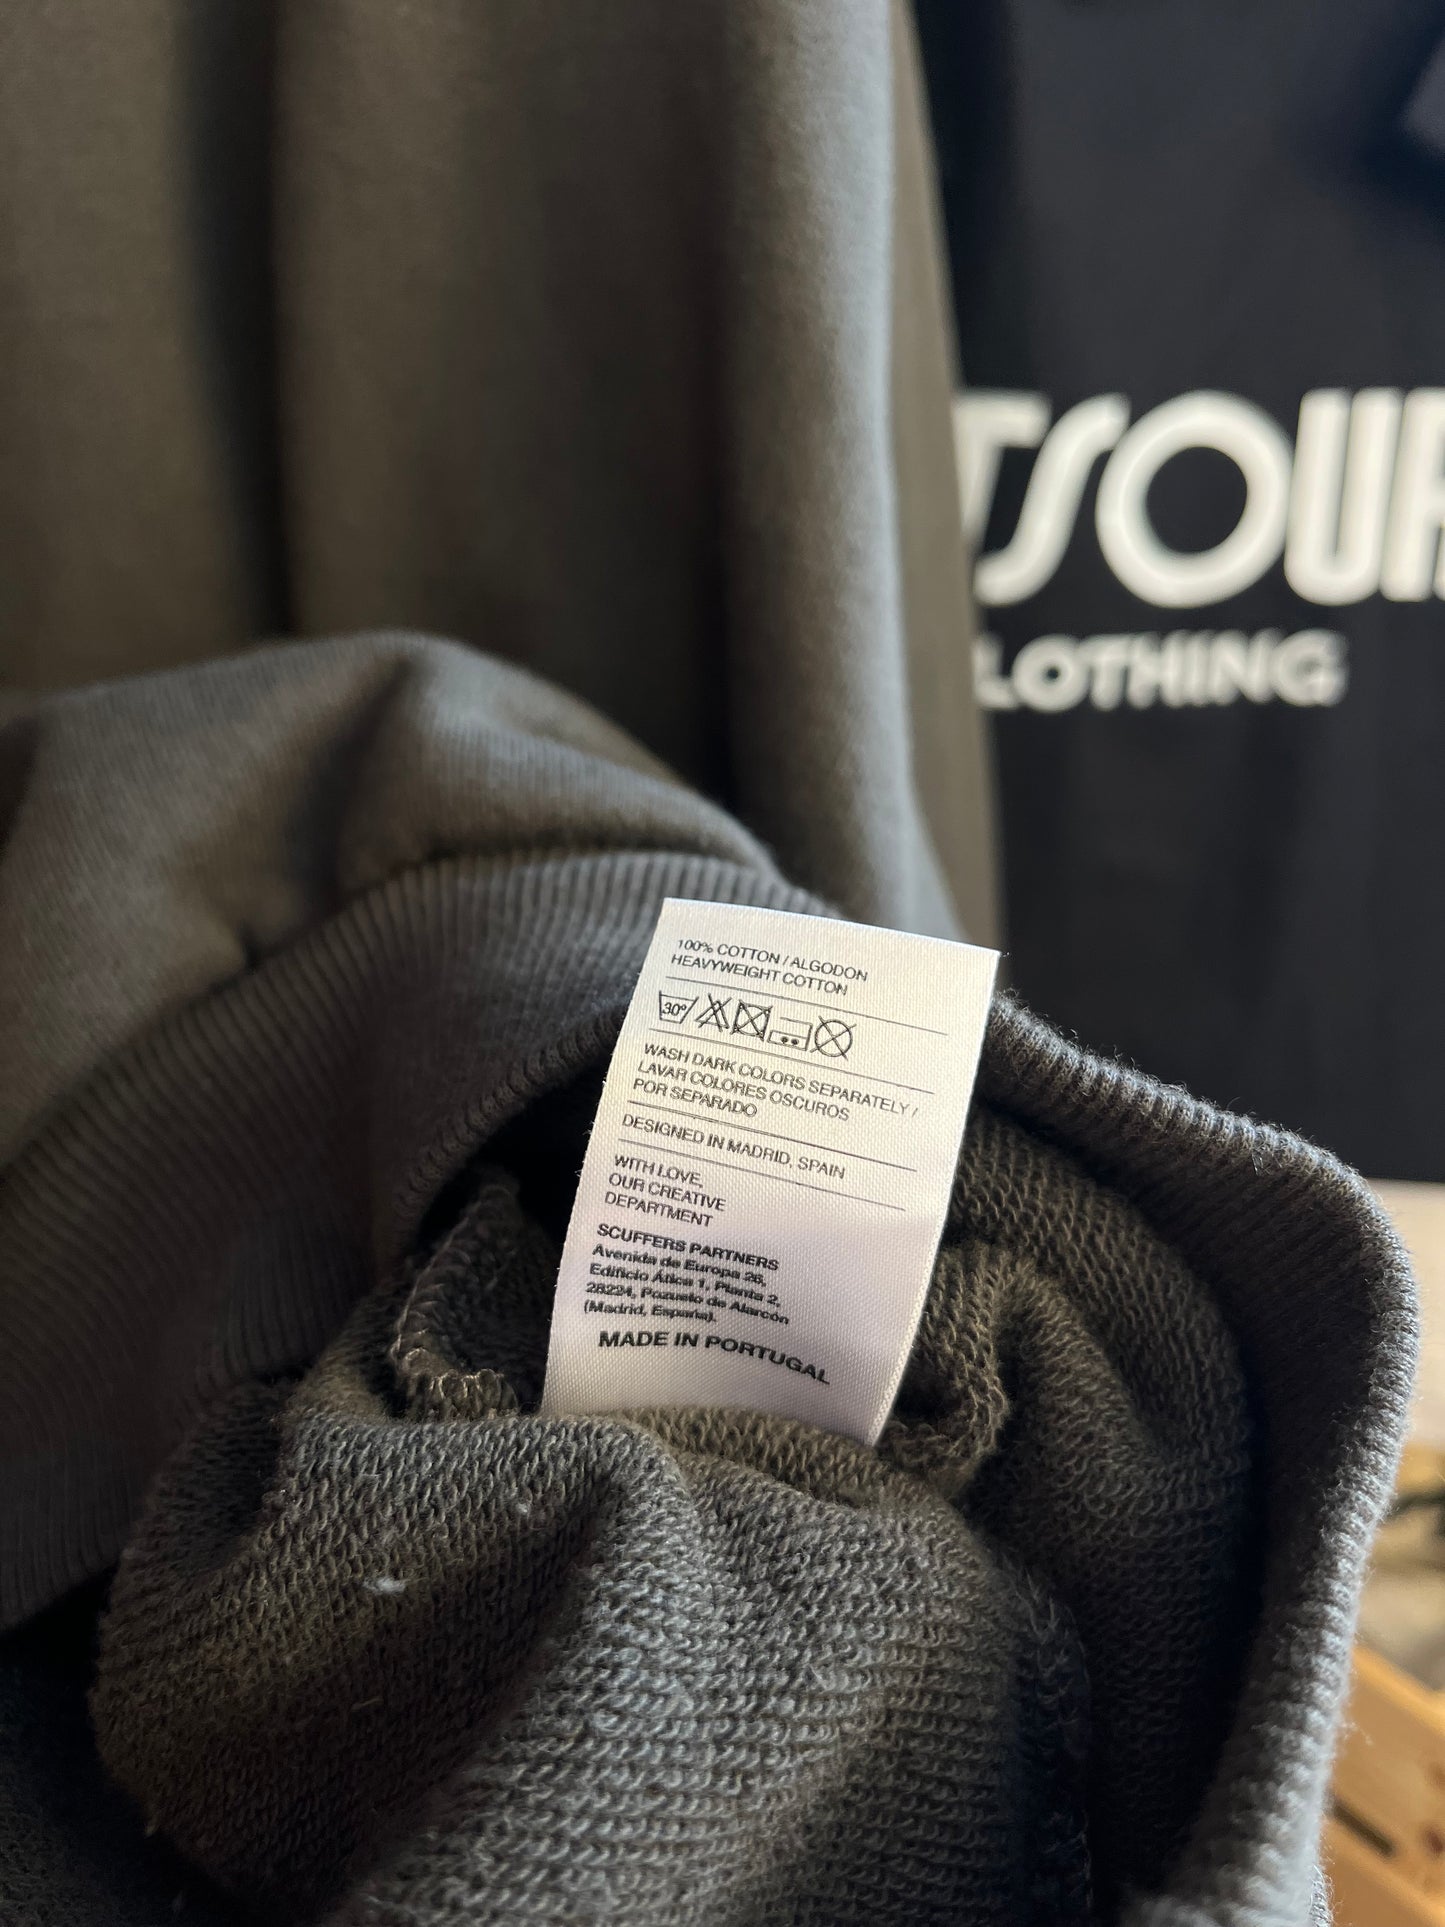 100% COTTON / ALGODON
HEAVYWEIGHT COTTON
30º
WASH DARK COLORS SEPARATELY /
LAVAR COLORES OSCUROS
POR SEPARADO
DESIGNED IN MADRID, SPAIN
WITH LOVE,
OUR CREATIVE
DEPARTMENT
SCUFFERS PARTNERS
Avenida de Europa 26,
Edificio Ática 1, Planta 2,
28224, Pozuelo de Alarcón
(Madrid, España).
MADE IN PORTUGAL
TSOUR
LOTHING